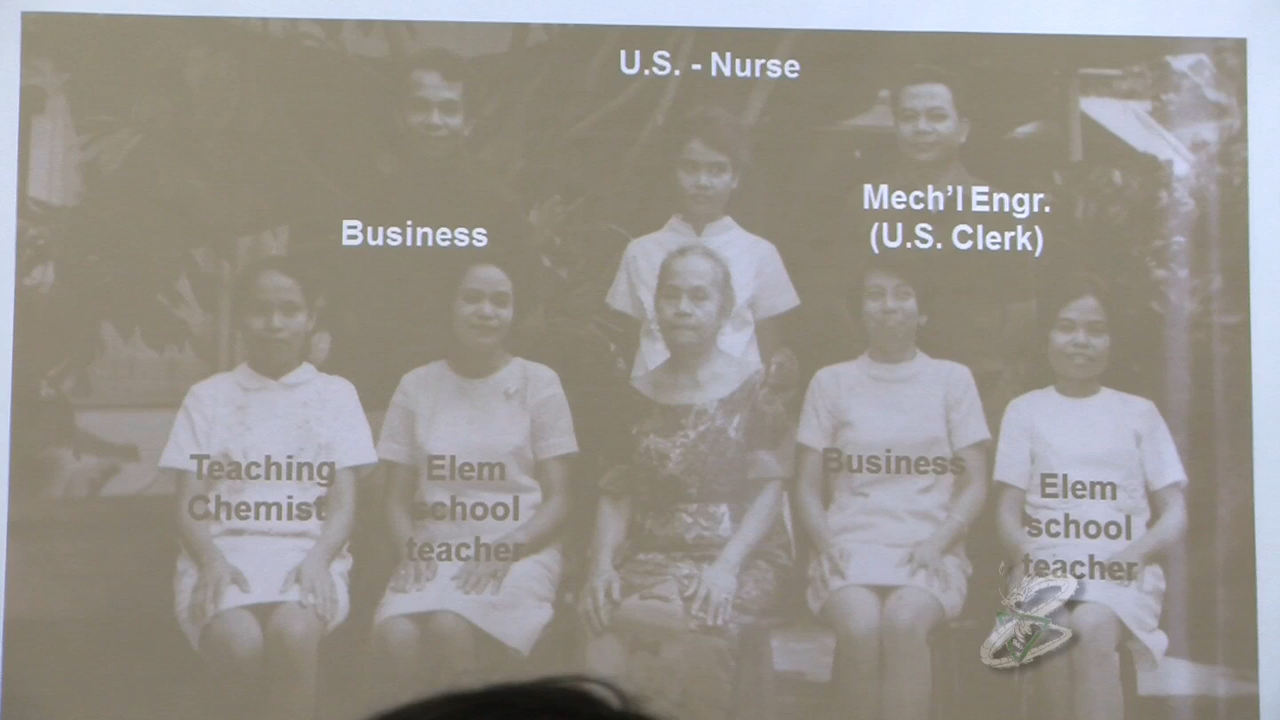 U.S. - Nurse
Mech'l Engr.
(U.S. Clerk)
Business
Teaching
Chemist
Elem
school
teacher
Business
Elem
school
teacher